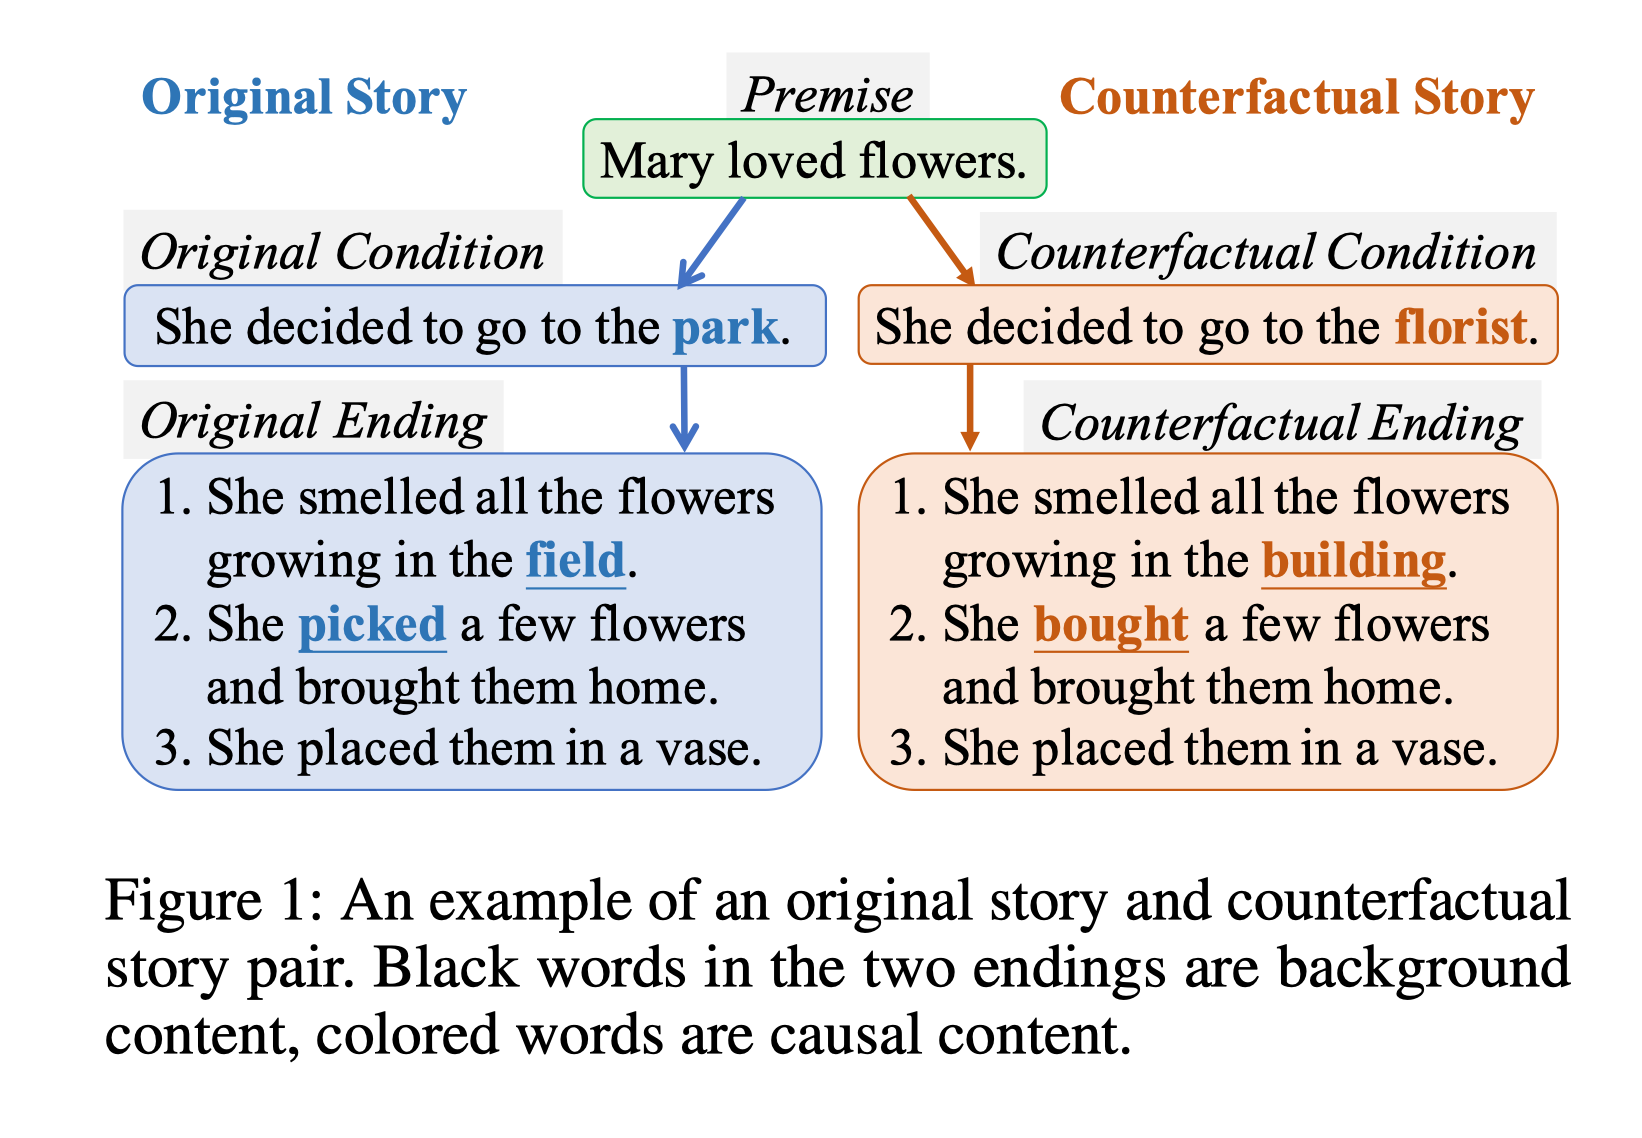 Original Story
Premise
Counterfactual Story
Mary loved flowers.
Original Condition
Counterfactual Condition
She decided to go to the park.
She decided to go to the florist.
Original Ending
Counterfactual Ending
1. She smelled all the flowers
growing in the field.
2. She picked a few flowers
and brought them home.
3. She placed them in a vase.
1. She smelled all the flowers
growing in the building.
2. She bought a few flowers
and brought them home.
3. She placed them in a vase.
Figure 1: An example of an original story and counterfactual
story pair. Black words in the two endings are background
content, colored words are causal content.